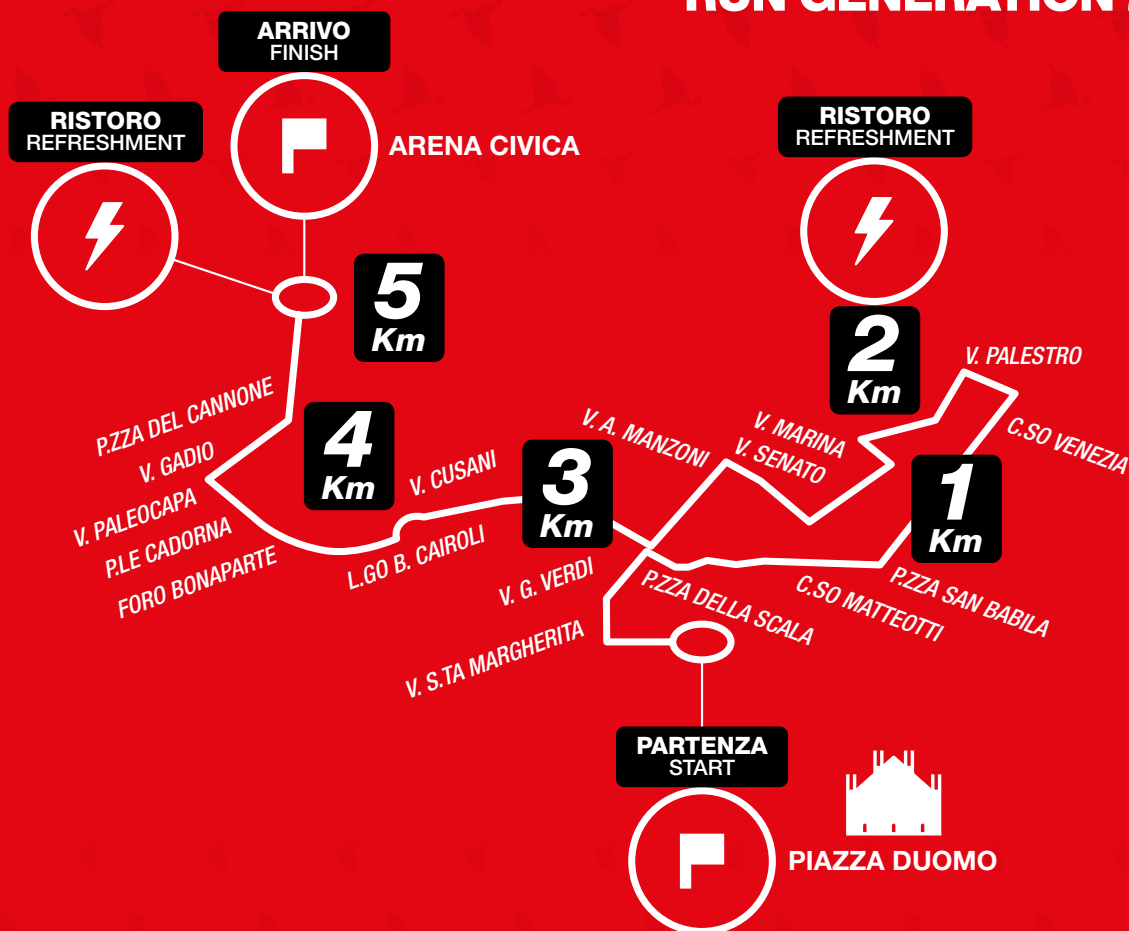 RUN GENERATION
ARRIVO
FINISH
RISTORO
REFRESHMENT
ARENA CIVICA
RISTORO
REFRESHMENT
5
Km
2
Km
V. PALESTRO
P.ZZA DEL CANNONE
V. GADIO
V. PALEOCAPA
P.LE CADORNA
FORO BONAPARTE
4
Km
V. CUSANI
L.GO B. CAIROLI
3
Km
V. A. MANZONI
V. MARINA
V. SENATO
C.SO VENEZIA
1
Km
V. G. VERDI
V. S.TA MARGHERITA
P.ZZA DELLA SCALA
C.SO MATTEOTTI
P.ZZA SAN BABILA
PARTENZA
START
PIAZZA DUOMO